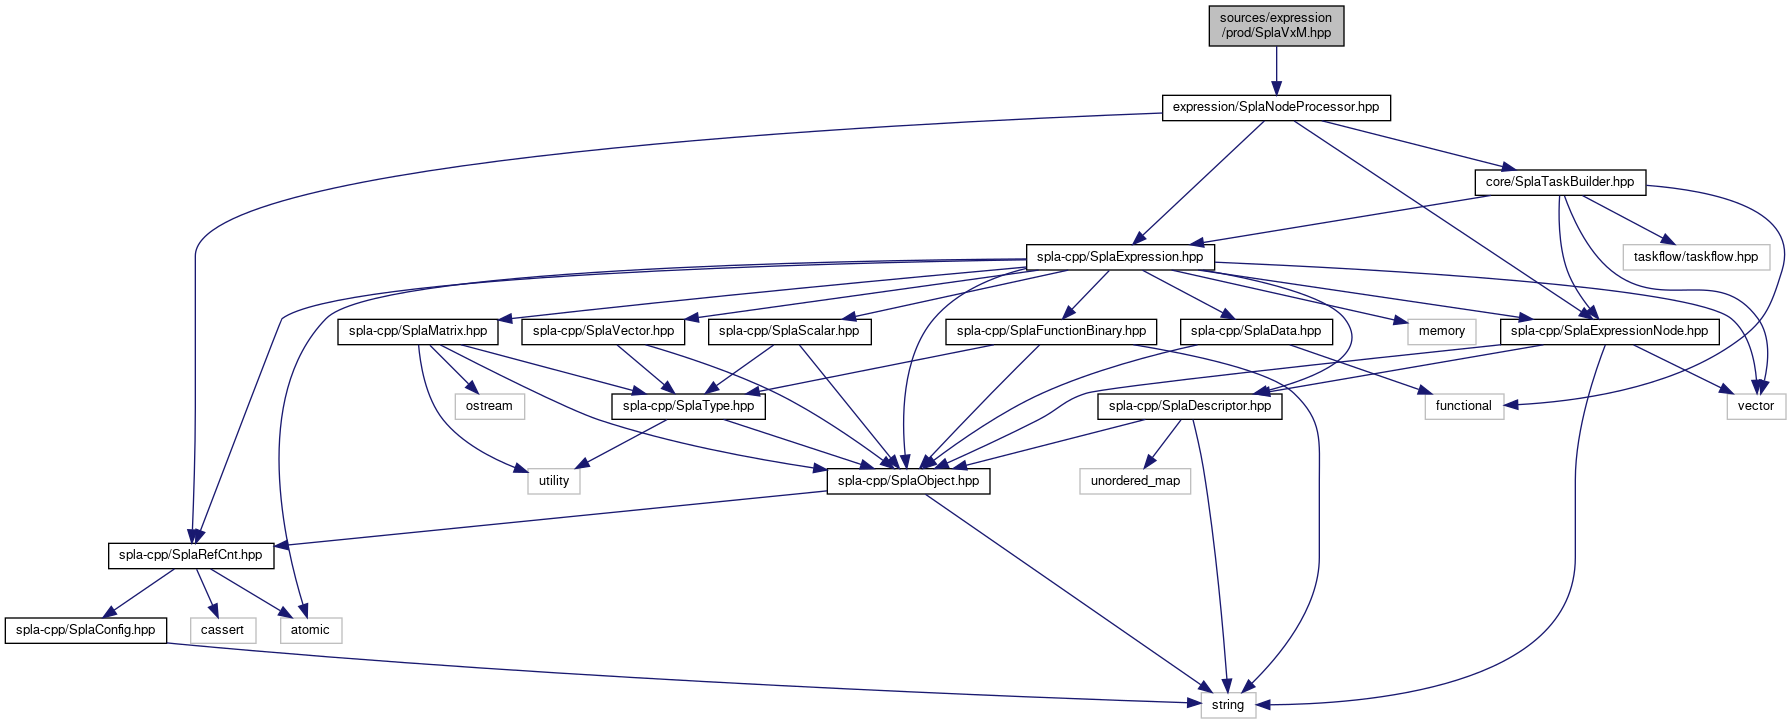 sources/expression
/prod/SplaVxM.hpp
expression/SplaNodeProcessor.hpp
core/SplaTaskBuilder.hpp
spla-cpp/SplaExpression.hpp
taskflow/taskflow.hpp
spla-cpp/SplaMatrix.hpp
spla-cpp/SplaVector.hpp
spla-cpp/SplaScalar.hpp
spla-cpp/SplaFunctionBinary.hpp
spla-cpp/SplaData.hpp
memory
spla-cpp/SplaExpressionNode.hpp
ostream
spla-cpp/SplaType.hpp
spla-cpp/SplaDescriptor.hpp
functional
vector
utility
spla-cpp/SplaObject.hpp
unordered_map
spla-cpp/SplaRefCnt.hpp
spla-cpp/SplaConfig.hpp
cassert
atomic
string